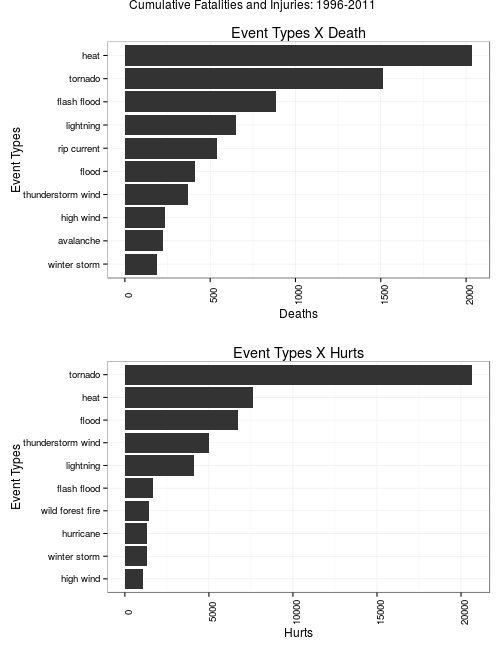 Cumulative Fatalities and Injuries: 1996-2011
Event Types X Death
Event Types
heat
tornado
flash flood
lightning
rip current
flood
thunderstorm wind
high wind
avalanche
winter storm
0 500 1000 1500 2000
Deaths
Event Types X Hurts
Event Types
tornado
heat
flood
thunderstorm wind
lightning
flash flood
wild forest fire
hurricane
winter storm
high wind
0 5000 10000 15000 20000
Hurts